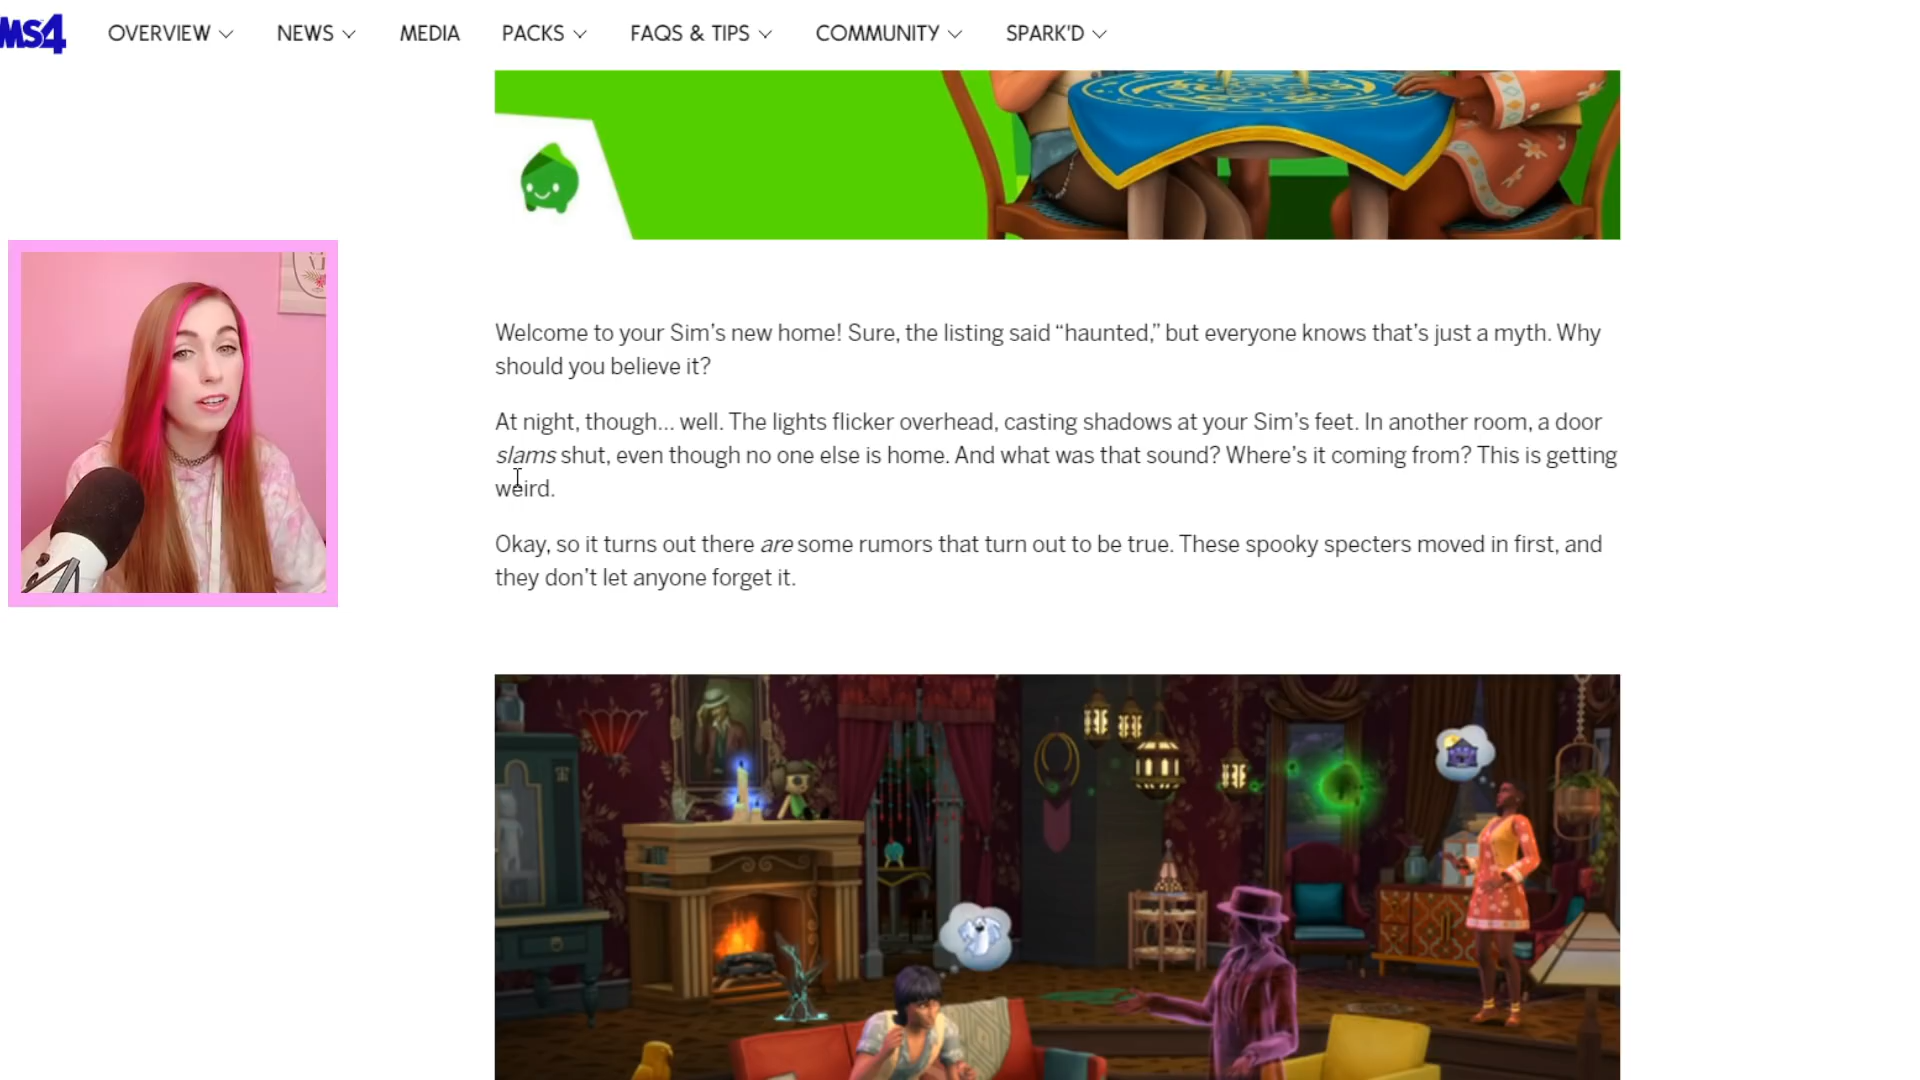 MS4 OVERVIEW NEWS MEDIA PACKS FAQS & TIPS COMMUNITY SPARK'D
Welcome to your Sim’s new home! Sure, the listing said “haunted,” but everyone knows that’s just a myth. Why
should you believe it?
At night, though… well. The lights flicker overhead, casting shadows at your Sim’s feet. In another room, a door
slams shut, even though no one else is home. And what was that sound? Where’s it coming from? This is getting
weird.
Okay, so it turns out there are some rumors that turn out to be true. These spooky specters moved in first, and
they don’t let anyone forget it.